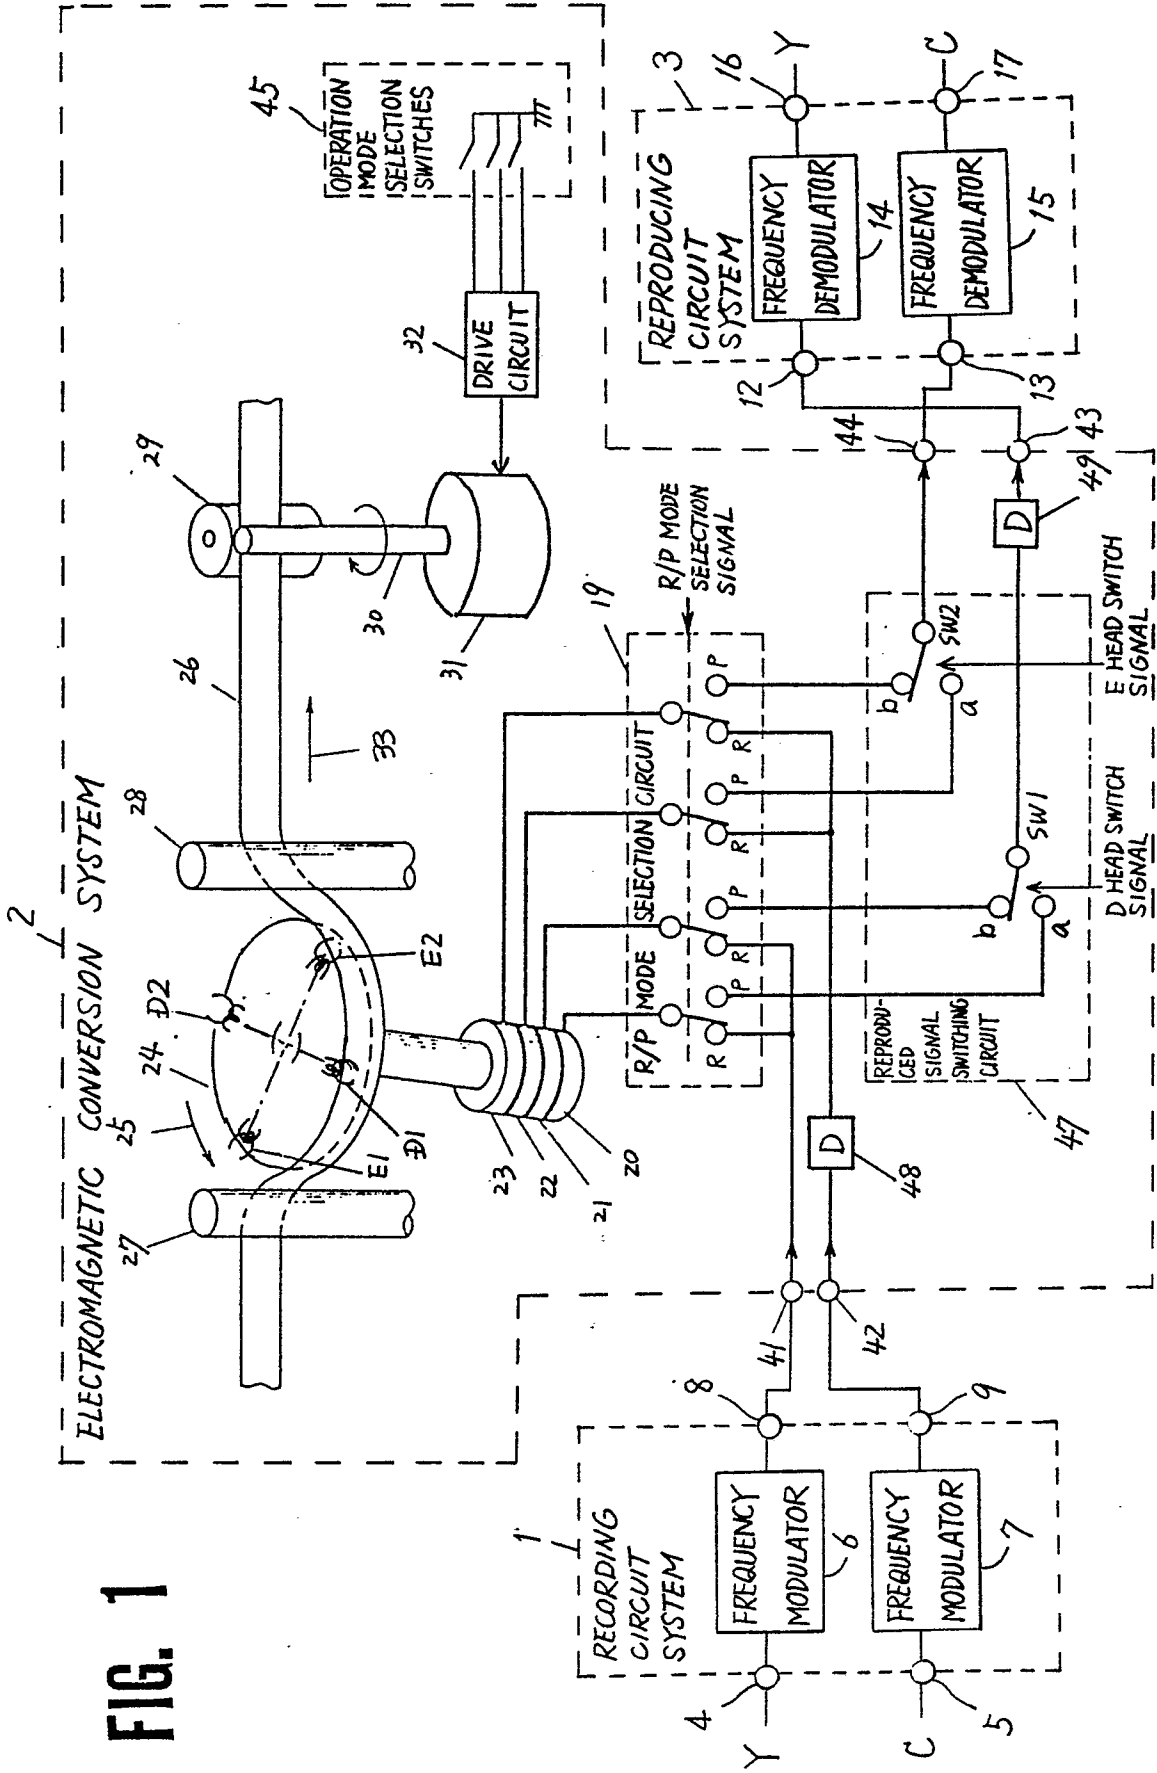 FIG. 1
2
ELECTROMAGNETIC CONVERSION SYSTEM
27
25
24
D2
28
26
29
E1
D1
E2
33
30
31
32
DRIVE
CIRCUIT
45
OPERATION
MODE
SELECTION
SWITCHES
23
22
21
20
19
R/P MODE SELECTION CIRCUIT
R
P
R
P
R
P
R
P
R/P MODE
SELECTION
SIGNAL
1
RECORDING
CIRCUIT
SYSTEM
Y
4
FREQUENCY
MODULATOR
6
8
C
5
FREQUENCY
MODULATOR
7
9
41
42
D
48
REPRODU-
CED
SIGNAL
SWITCHING
CIRCUIT
47
b
a
SW1
D HEAD SWITCH
SIGNAL
b
a
SW2
E HEAD SWITCH
SIGNAL
D
49
44
43
3
REPRODUCING
CIRCUIT
SYSTEM
12
FREQUENCY
DEMODULATOR
14
16
Y
13
FREQUENCY
DEMODULATOR
15
17
C